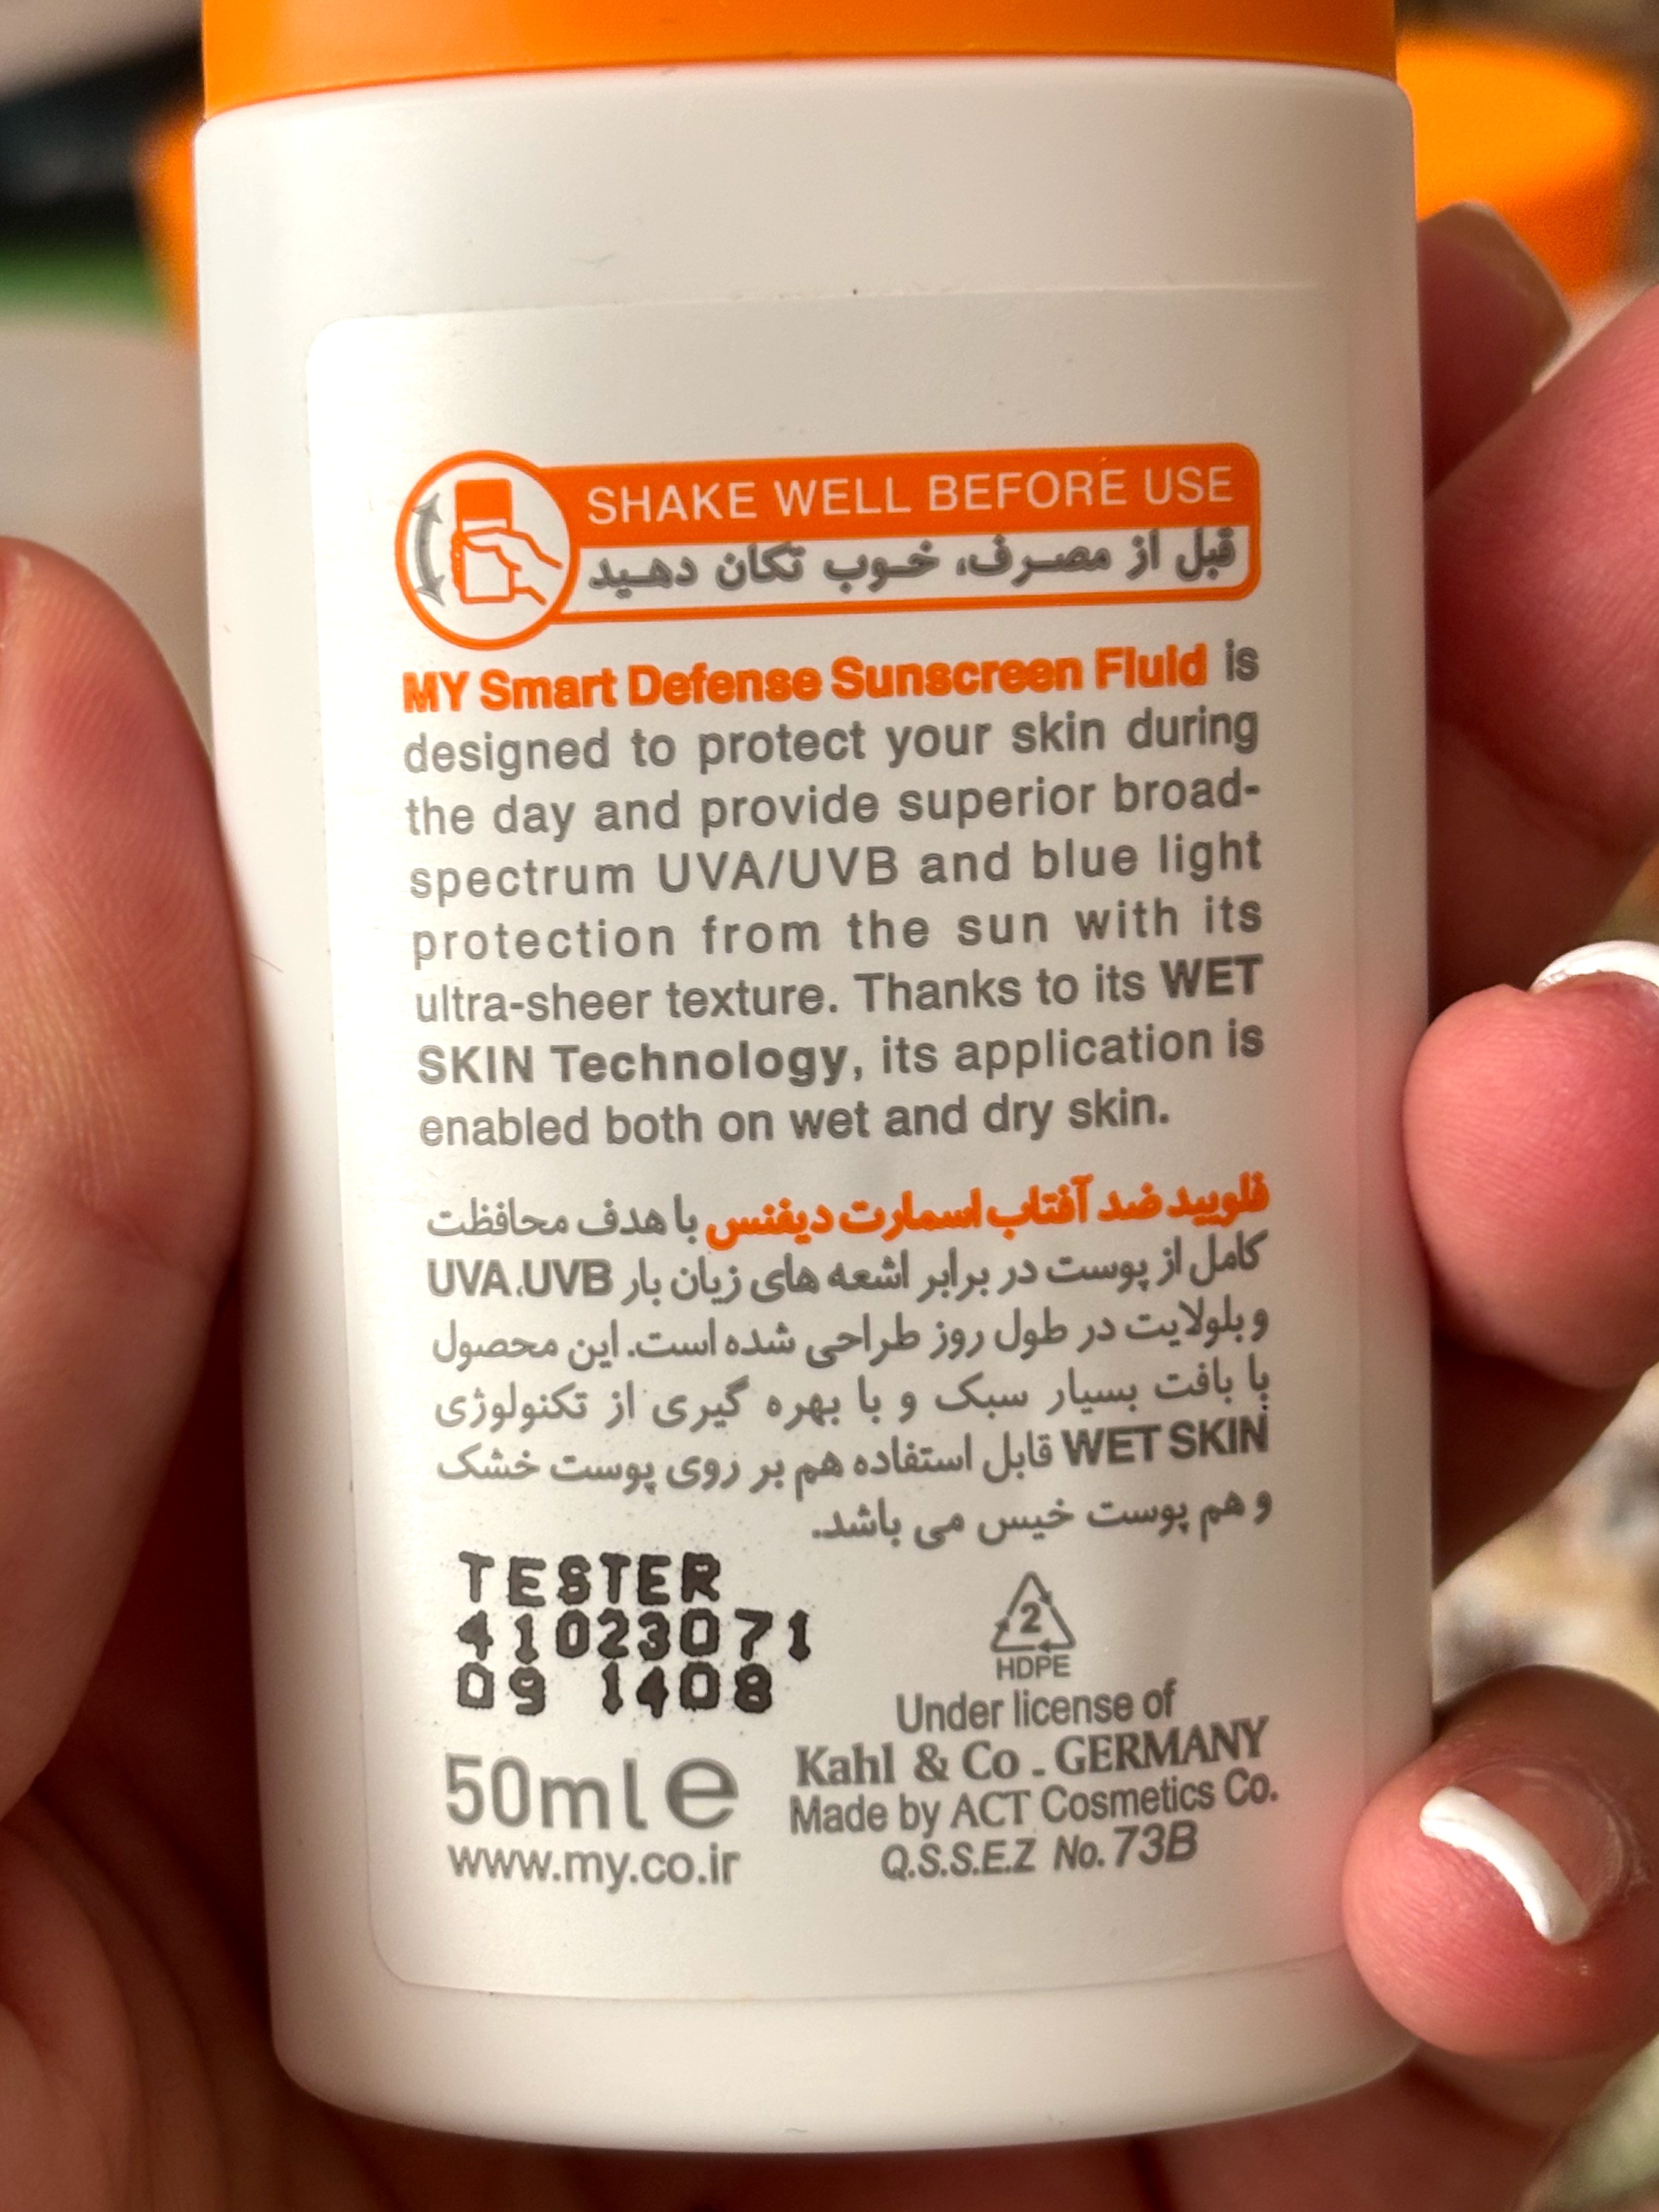 SHAKE WELL BEFORE USE
قبل از مصرف، خوب تکان دهید
MY Smart Defense Sunscreen Fluid is
designed to protect your skin during
the day and provide superior broad-
spectrum UVA/UVB and blue light
protection from the sun with its
ultra-sheer texture. Thanks to its WET
SKIN Technology, its application is
enabled both on wet and dry skin.
فلویید ضد آفتاب اسمارت دیفنس با هدف محافظت
کامل از پوست در برابر اشعه های زیان بار UVA،UVB
و بلولایت در طول روز طراحی شده است. این محصول
با بافت بسیار سبک و با بهره گیری از تکنولوژی
WET SKIN قابل استفاده هم بر روی پوست خشک
و هم پوست خیس می باشد.
TESTER
41023071
09 1408
50ml e
www.my.co.ir
2
HDPE
Under license of
Kahl & Co - GERMANY
Made by ACT Cosmetics Co.
Q.S.S.E.Z No. 73B